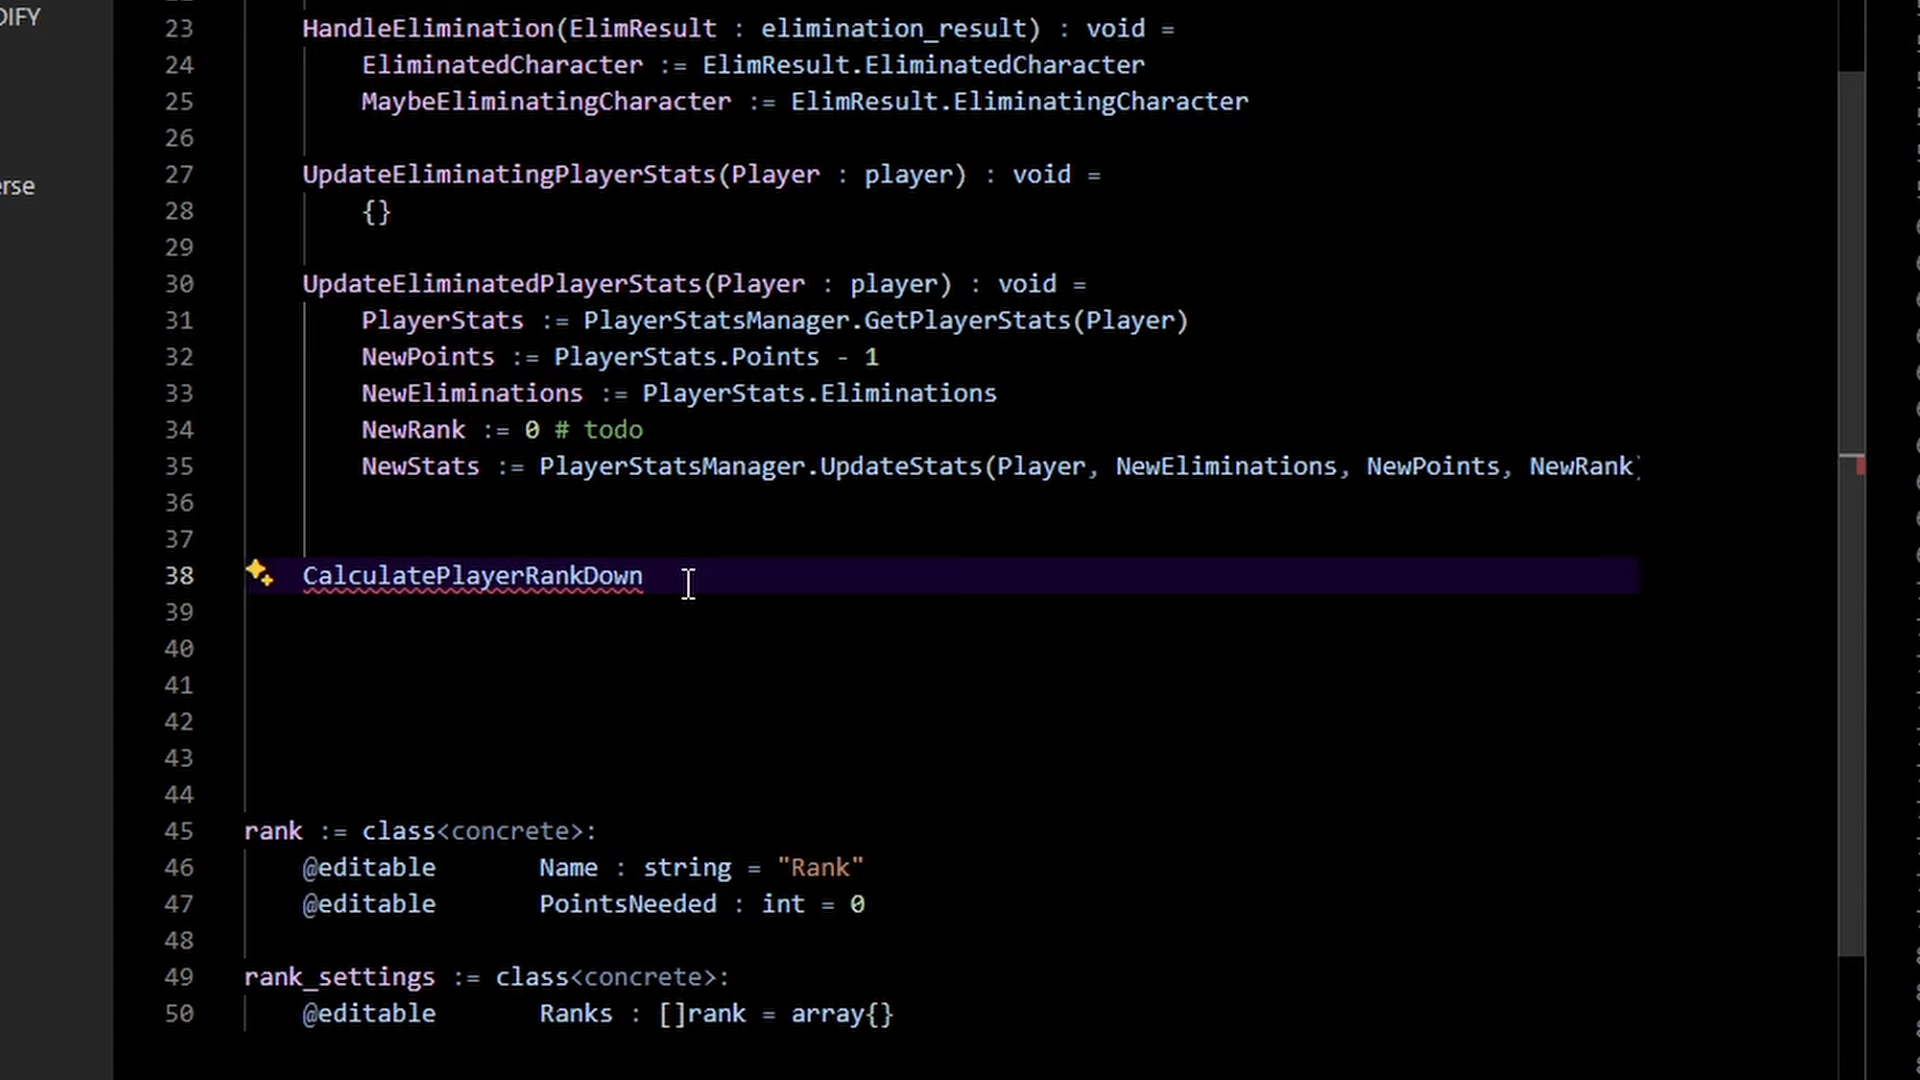 DIFY
erse
23 HandleElimination(ElimResult : elimination_result) : void =
24 EliminatedCharacter := ElimResult.EliminatedCharacter
25 MaybeEliminatingCharacter := ElimResult.EliminatingCharacter
26
27 UpdateEliminatingPlayerStats(Player : player) : void =
28 {}
29
30 UpdateEliminatedPlayerStats(Player : player) : void =
31 PlayerStats := PlayerStatsManager.GetPlayerStats(Player)
32 NewPoints := PlayerStats.Points - 1
33 NewEliminations := PlayerStats.Eliminations
34 NewRank := 0 # todo
35 NewStats := PlayerStatsManager.UpdateStats(Player, NewEliminations, NewPoints, NewRank)
36
37
38 CalculatePlayerRankDown
39
40
41
42
43
44
45 rank := class<concrete>:
46 @editable Name : string = "Rank"
47 @editable PointsNeeded : int = 0
48
49 rank_settings := class<concrete>:
50 @editable Ranks : []rank = array{}